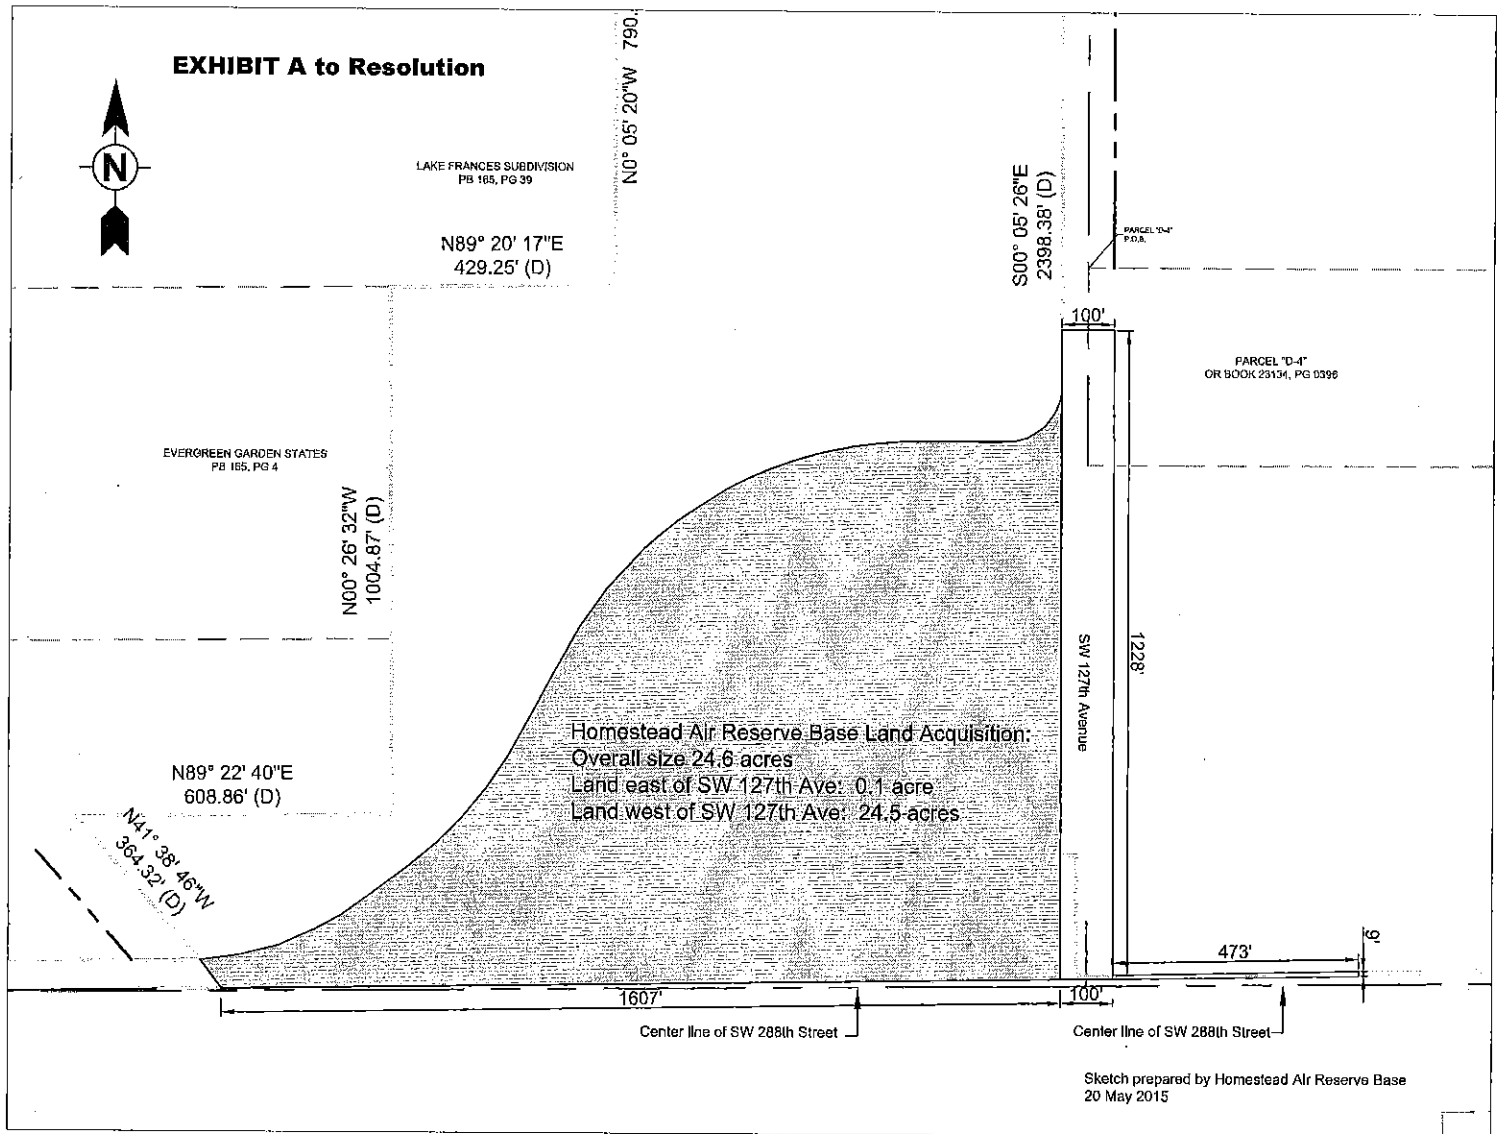 EXHIBIT A to Resolution
N
LAKE FRANCES SUBDIVISION
PB 165, PG 39
N0° 05' 20"W 790.
N89° 20' 17"E
429.25' (D)
S00° 05' 26"E
2398.38' (D)
PARCEL "D-4"
P.O.B.
100'
PARCEL "D-4"
OR BOOK 23134, PG 0396
EVERGREEN GARDEN STATES
PB 165, PG 4
N00° 26' 32"W
1004.87' (D)
SW 127th Avenue
1228'
Homestead Air Reserve Base Land Acquisition:
Overall size 24.6 acres
Land east of SW 127th Ave: 0.1 acre
Land west of SW 127th Ave: 24.5 acres
N89° 22' 40"E
608.86' (D)
N41° 38' 46"W
364.32' (D)
473'
9'
1607'
100'
Center line of SW 288th Street
Center line of SW 288th Street
Sketch prepared by Homestead Air Reserve Base
20 May 2015